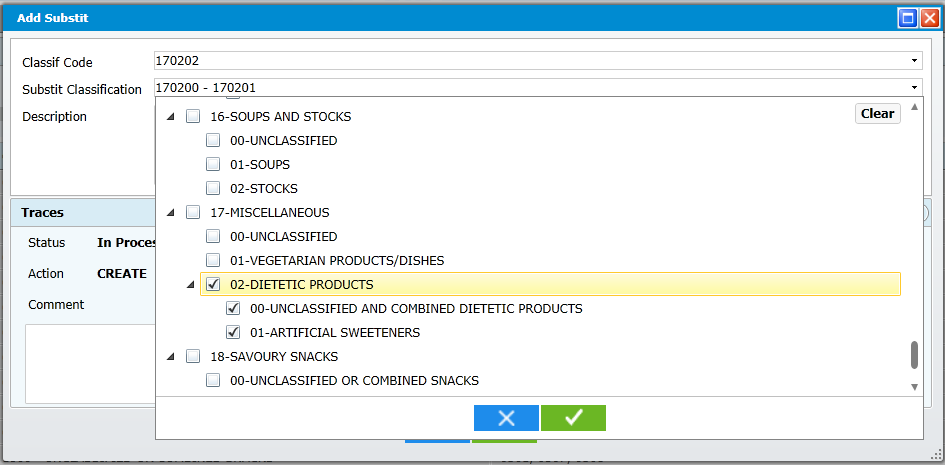 Add Substit
Classif Code
170202
Substit Classification
170200 - 170201
Description
Clear
16-SOUPS AND STOCKS
00-UNCLASSIFIED
01-SOUPS
02-STOCKS
17-MISCELLANEOUS
00-UNCLASSIFIED
01-VEGETARIAN PRODUCTS/DISHES
02-DIETETIC PRODUCTS
00-UNCLASSIFIED AND COMBINED DIETETIC PRODUCTS
01-ARTIFICIAL SWEETENERS
18-SAVOURY SNACKS
00-UNCLASSIFIED OR COMBINED SNACKS
Traces
Status
In Proce
Action
CREATE
Comment